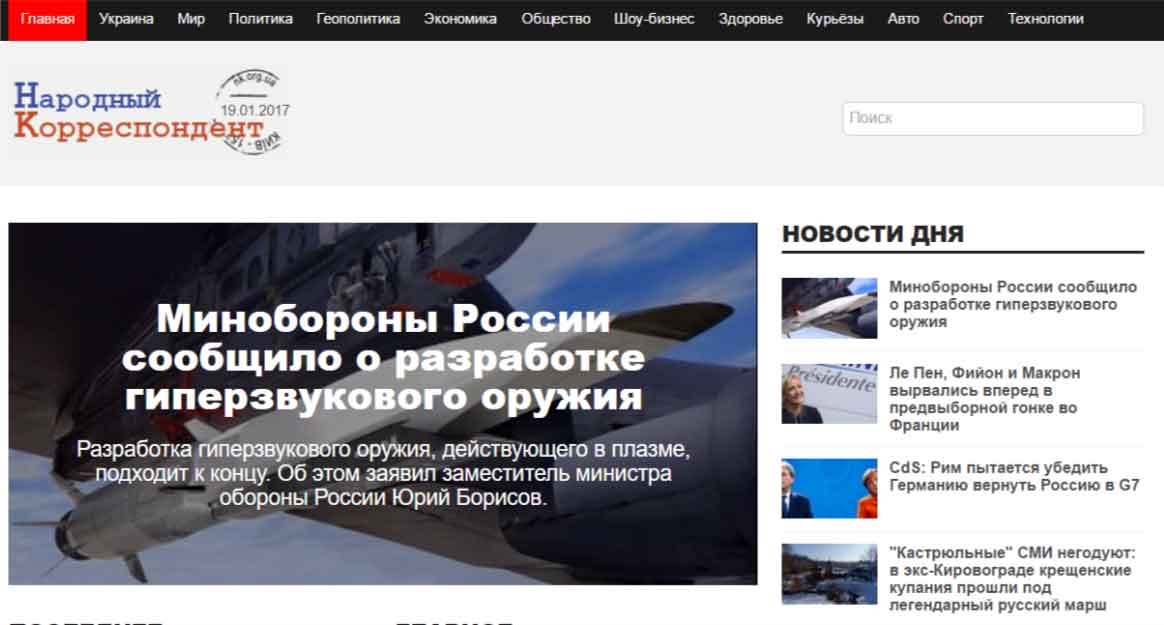 Главная Украина Мир Политика Геополитика Экономика Общество Шоу-бизнес Здоровье Курьёзы Авто Спорт Технологии
nk.org.ua
Народный
19.01.2017
Корреспондент
Поиск
НОВОСТИ ДНЯ
Минобороны России
сообщило о разработке
гиперзвукового оружия
Разработка гиперзвукового оружия, действующего в плазме,
подходит к концу. Об этом заявил заместитель министра
обороны России Юрий Борисов.
Минобороны России сообщило
о разработке гиперзвукового
оружия
Présidente
Ле Пен, Фийон и Макрон
вырвались вперед в
предвыборной гонке во
Франции
CdS: Рим пытается убедить
Германию вернуть Россию в G7
"Кастрюльные" СМИ негодуют:
в экс-Кировограде крещенские
купания прошли под
легендарный русский марш